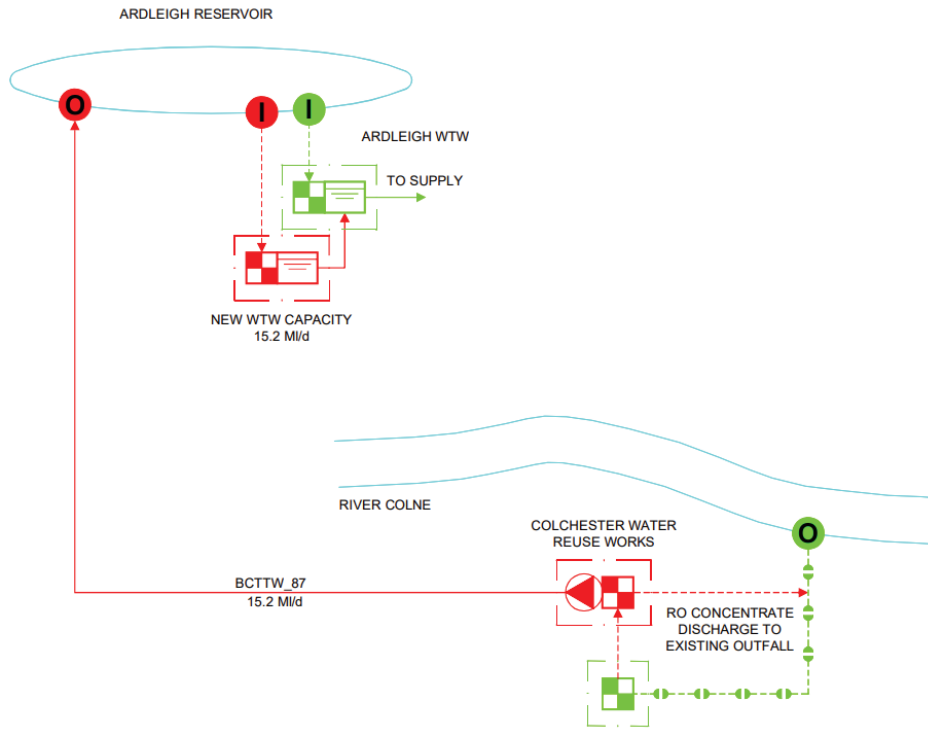 ARDLEIGH RESERVOIR
O
I
I
ARDLEIGH WTW
TO SUPPLY
NEW WTW CAPACITY
15.2 Ml/d
RIVER COLNE
COLCHESTER WATER
REUSE WORKS
O
BCTTW_87
15.2 Ml/d
RO CONCENTRATE
DISCHARGE TO
EXISTING OUTFALL